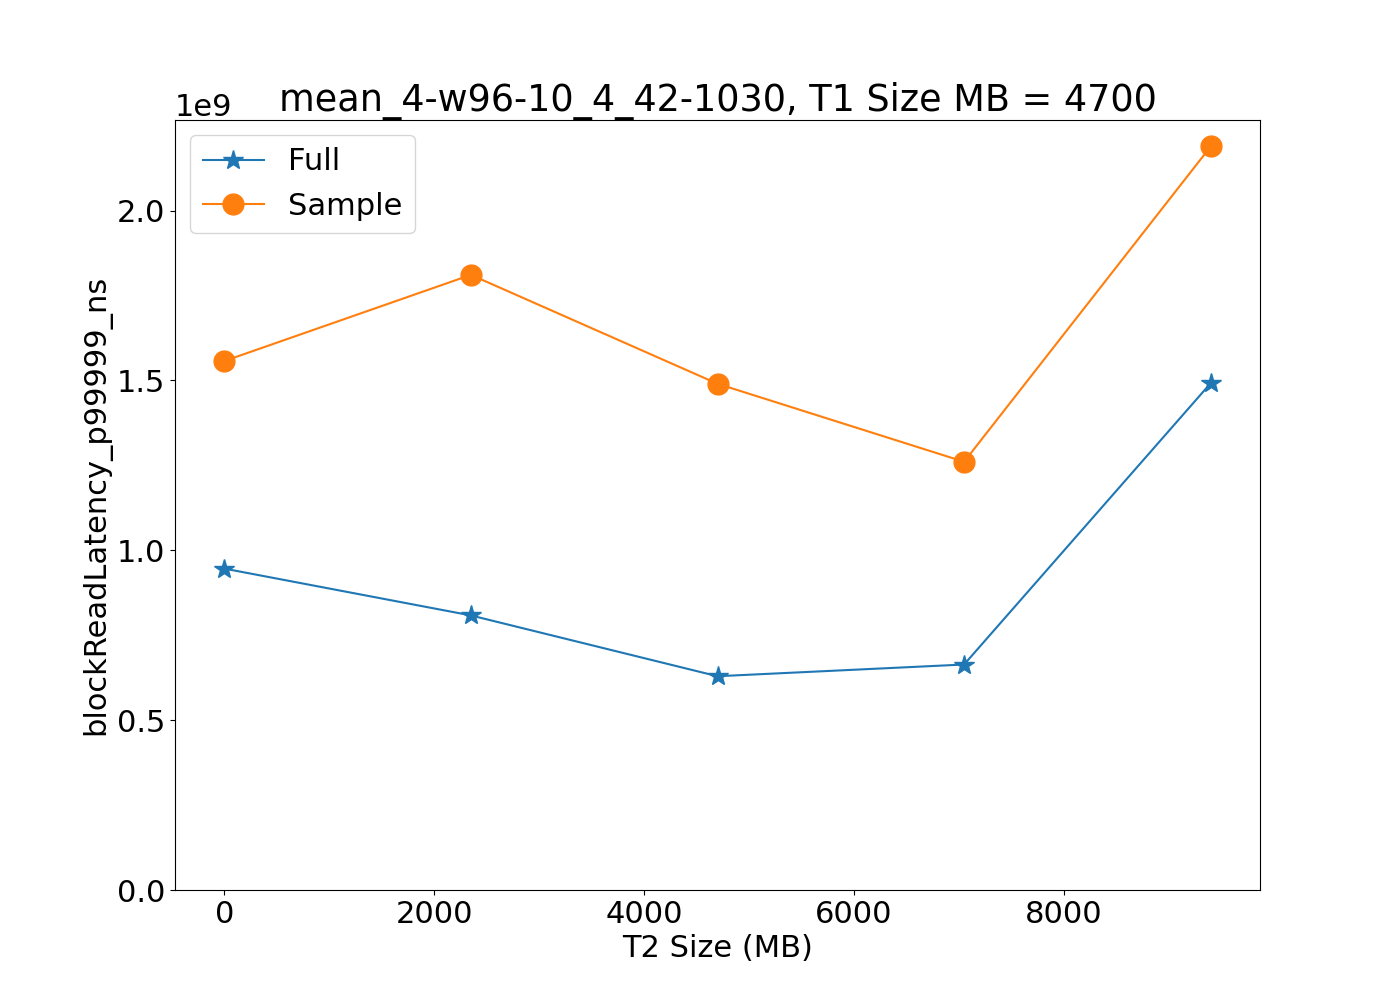 mean_4-w96-10_4_42-1030, T1 Size MB = 4700
1e9
Full
Sample
2.0
1.5
1.0
0.5
0.0
blockReadLatency_p99999_ns
0 2000 4000 6000 8000
T2 Size (MB)